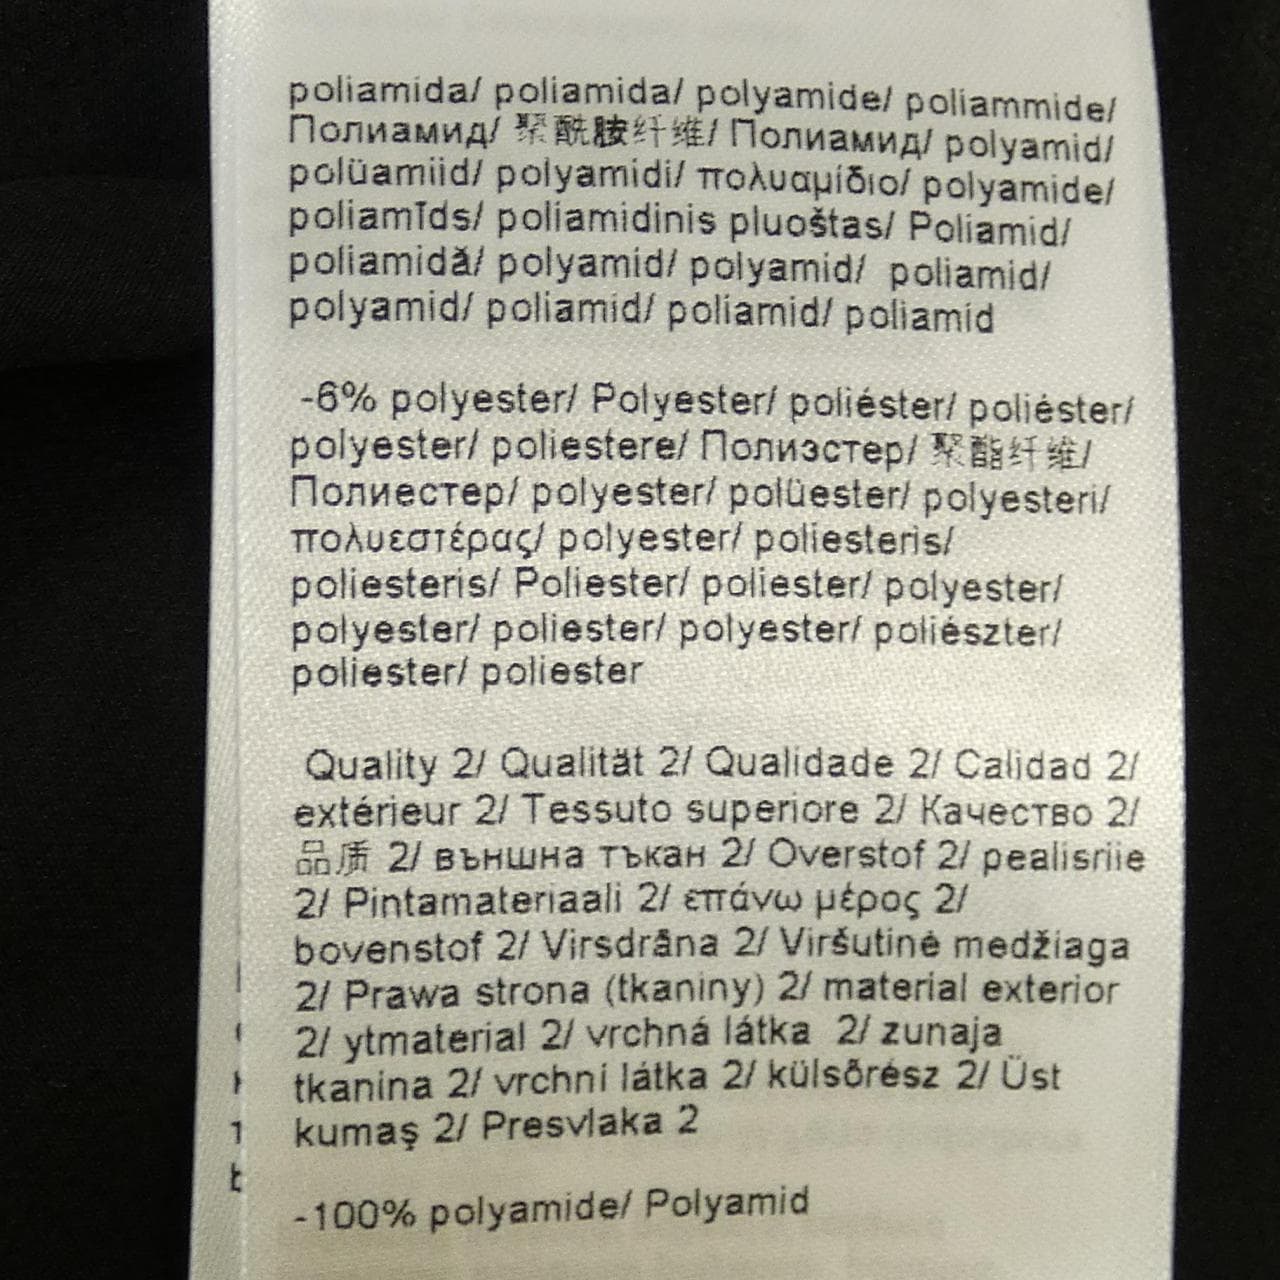 poliamida/ poliamida/ polyamide/ poliammide/
Полиамид/ 聚酰胺纤维/ Полиамид/ polyamid/
polüamiid/ polyamidi/ πολυαμίδιο/ polyamide/
poliamīds/ poliamidinis pluoštas/ Poliamid/
poliamidă/ polyamid/ polyamid/ poliamid/
polyamid/ poliamid/ poliamid/ poliamid
-6% polyester/ Polyester/ poliéster/ poliéster/
polyester/ poliestere/ Полиэстер/ 聚酯纤维/
Полиестер/ polyester/ polüester/ polyesteri/
πολυεστέρας/ polyester/ poliesteris/
poliesteris/ Poliester/ poliester/ polyester/
polyester/ poliester/ polyester/ poliészter/
poliester/ poliester
Quality 2/ Qualität 2/ Qualidade 2/ Calidad 2/
extérieur 2/ Tessuto superiore 2/ Качество 2/
品质 2/ външна тъкан 2/ Overstof 2/ pealisriie
2/ Pintamateriaali 2/ επάνω μέρος 2/
bovenstof 2/ Virsdrāna 2/ Viršutinė medžiaga
2/ Prawa strona (tkaniny) 2/ material exterior
2/ ytmaterial 2/ vrchná látka 2/ zunaja
tkanina 2/ vrchní látka 2/ külsõrész 2/ Üst
kumaş 2/ Presvlaka 2
-100% polyamide/ Polyamid